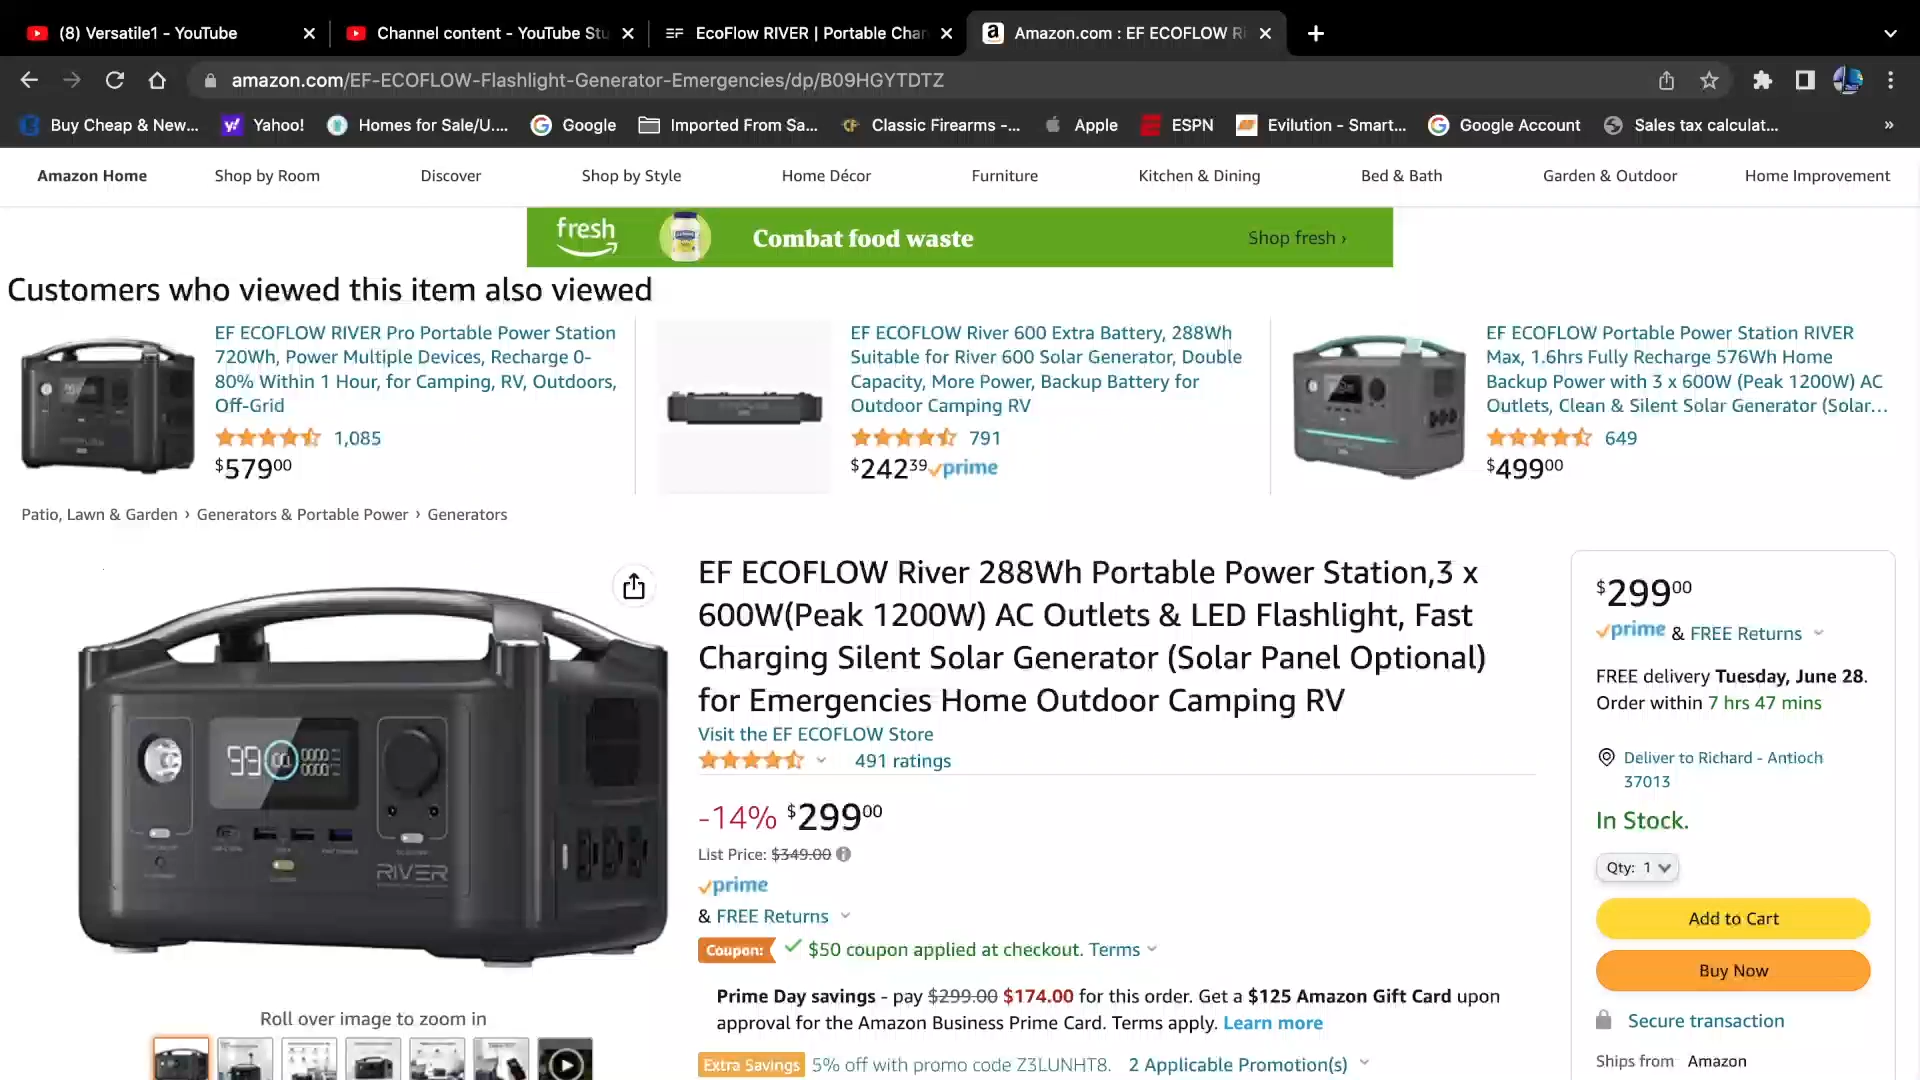 (8) Versatile1 - YouTube
Channel content - YouTube Stu
EcoFlow RIVER | Portable Char
Amazon.com : EF ECOFLOW Ri
amazon.com/EF-ECOFLOW-Flashlight-Generator-Emergencies/dp/B09HGYTDTZ
Buy Cheap & New...
Yahoo!
Homes for Sale/U....
Google
Imported From Sa...
Classic Firearms -...
Apple
ESPN
Evilution - Smart...
Google Account
Sales tax calculat...
»
Amazon Home
Shop by Room
Discover
Shop by Style
Home Décor
Furniture
Kitchen & Dining
Bed & Bath
Garden & Outdoor
Home Improvement
fresh
Combat food waste
Shop fresh ›
Customers who viewed this item also viewed
EF ECOFLOW RIVER Pro Portable Power Station
720Wh, Power Multiple Devices, Recharge 0-
80% Within 1 Hour, for Camping, RV, Outdoors,
Off-Grid
1,085
$57900
EF ECOFLOW River 600 Extra Battery, 288Wh
Suitable for River 600 Solar Generator, Double
Capacity, More Power, Backup Battery for
Outdoor Camping RV
791
$24239 prime
EF ECOFLOW Portable Power Station RIVER
Max, 1.6hrs Fully Recharge 576Wh Home
Backup Power with 3 x 600W (Peak 1200W) AC
Outlets, Clean & Silent Solar Generator (Solar...
649
$49900
Patio, Lawn & Garden › Generators & Portable Power › Generators
99
RIVER
Roll over image to zoom in
EF ECOFLOW River 288Wh Portable Power Station,3 x
600W(Peak 1200W) AC Outlets & LED Flashlight, Fast
Charging Silent Solar Generator (Solar Panel Optional)
for Emergencies Home Outdoor Camping RV
Visit the EF ECOFLOW Store
491 ratings
-14% $29900
List Price: $349.00
prime
& FREE Returns
Coupon: $50 coupon applied at checkout. Terms
Prime Day savings - pay $299.00 $174.00 for this order. Get a $125 Amazon Gift Card upon
approval for the Amazon Business Prime Card. Terms apply. Learn more
Extra Savings 5% off with promo code Z3LUNHT8. 2 Applicable Promotion(s)
$29900
prime & FREE Returns
FREE delivery Tuesday, June 28.
Order within 7 hrs 47 mins
Deliver to Richard - Antioch
37013
In Stock.
Qty: 1
Add to Cart
Buy Now
Secure transaction
Ships from Amazon